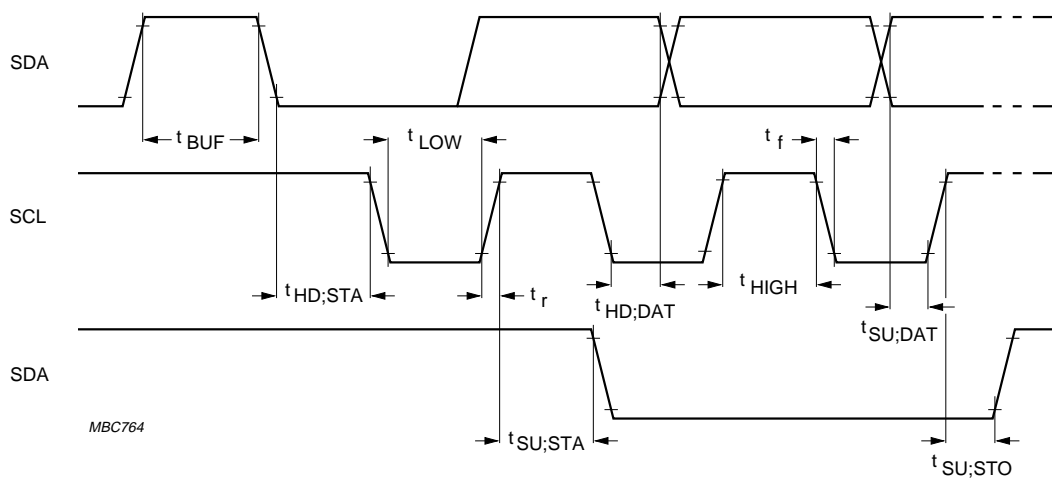 SDA
t BUF
t LOW
t f
SCL
t HD;STA
t r
t HD;DAT
t HIGH
t SU;DAT
SDA
MBC764
t SU;STA
t SU;STO